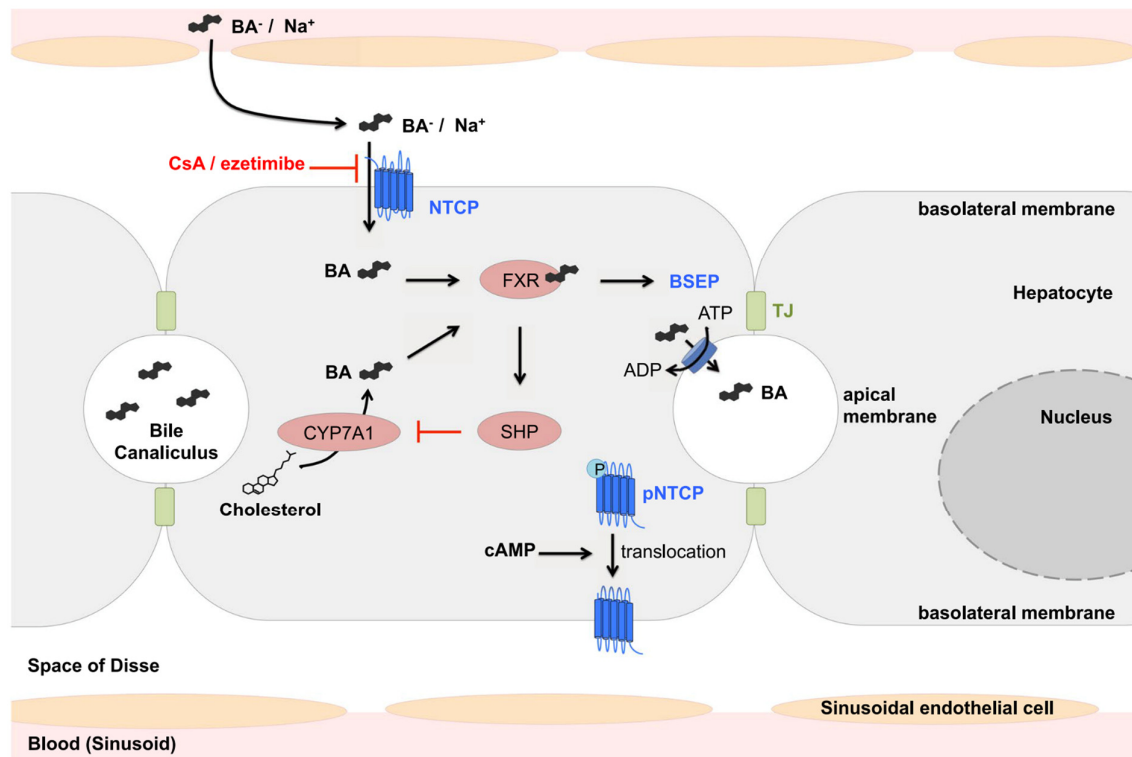 BA⁻ / Na⁺
BA⁻ / Na⁺
CsA / ezetimibe
NTCP
basolateral membrane
BA
FXR
BSEP
Hepatocyte
ATP
TJ
ADP
BA
BA
apical
membrane
Nucleus
Bile
Canaliculus
CYP7A1
SHP
Cholesterol
P
pNTCP
cAMP
translocation
basolateral membrane
Space of Disse
Sinusoidal endothelial cell
Blood (Sinusoid)